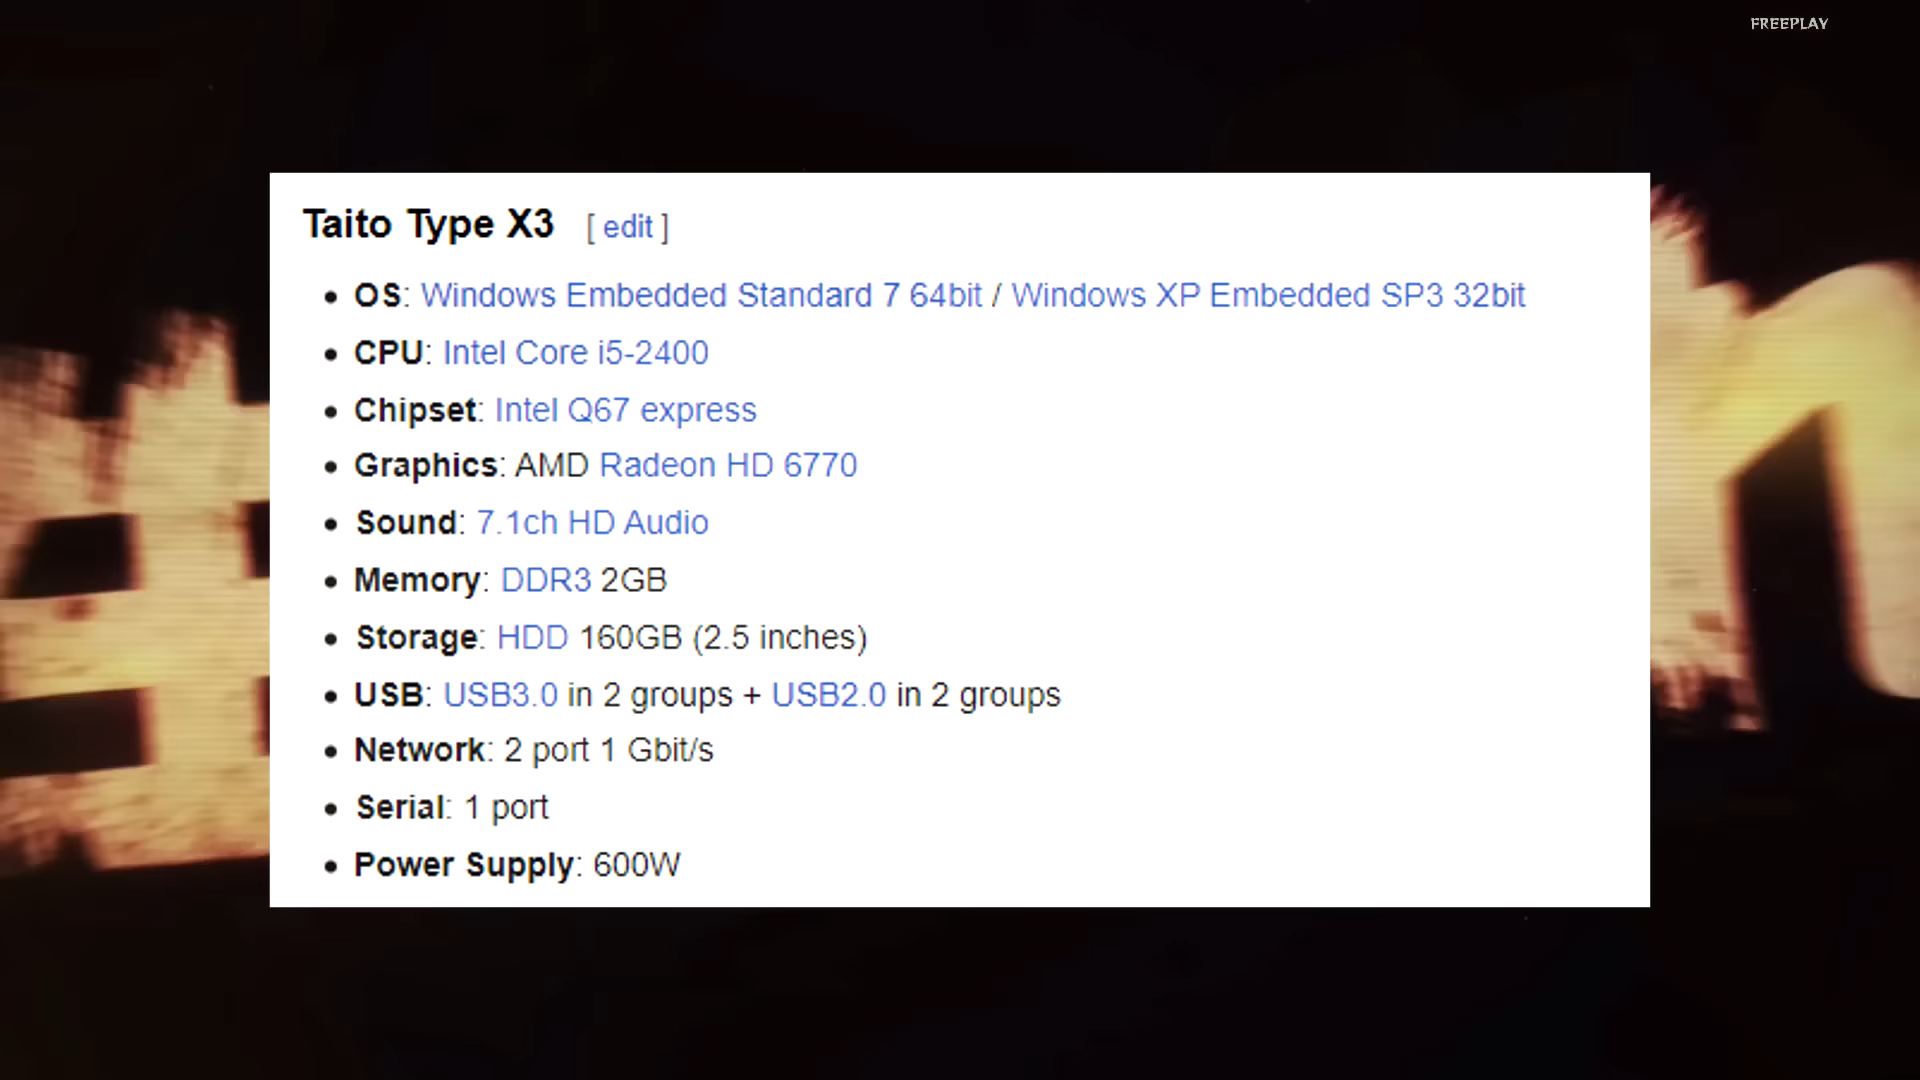 FREEPLAY
Taito Type X3 [ edit ]
OS: Windows Embedded Standard 7 64bit / Windows XP Embedded SP3 32bit
CPU: Intel Core i5-2400
Chipset: Intel Q67 express
Graphics: AMD Radeon HD 6770
Sound: 7.1ch HD Audio
Memory: DDR3 2GB
Storage: HDD 160GB (2.5 inches)
USB: USB3.0 in 2 groups + USB2.0 in 2 groups
Network: 2 port 1 Gbit/s
Serial: 1 port
Power Supply: 600W